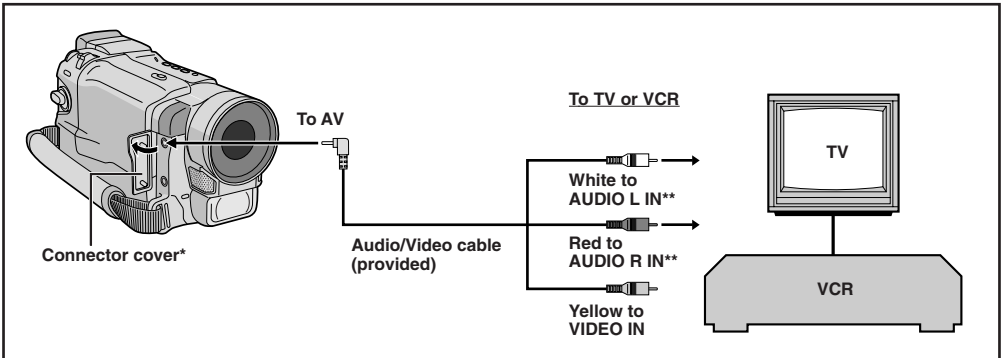 To AV
To TV or VCR
TV
White to
AUDIO L IN**
Red to
AUDIO R IN**
Yellow to
VIDEO IN
Audio/Video cable
(provided)
Connector cover*
VCR